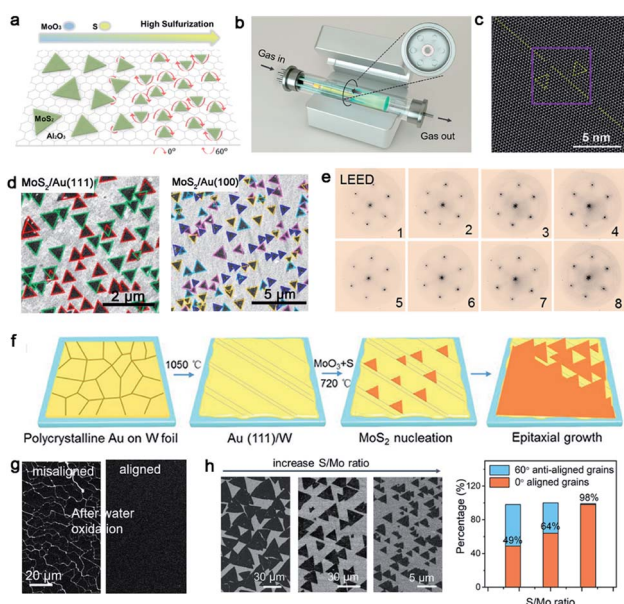 a
MoO₃
S
High Sulfurization
MoS₂
Al₂O₃
0°
60°
b
Gas in
Gas out
c
5 nm
d
MoS₂/Au(111)
2 μm
MoS₂/Au(100)
5 μm
e
LEED
1
2
3
4
5
6
7
8
f
1050 ℃
MoO₃+S
720 ℃
Polycrystalline Au on W foil
Au (111)/W
MoS₂ nucleation
Epitaxial growth
g
misaligned
aligned
After water
oxidation
20 μm
h
increase S/Mo ratio
30 μm
30 μm
5 μm
Percentage (%)
100
80
60
40
20
0
60° anti-aligned grains
0° aligned grains
49%
64%
98%
S/Mo ratio